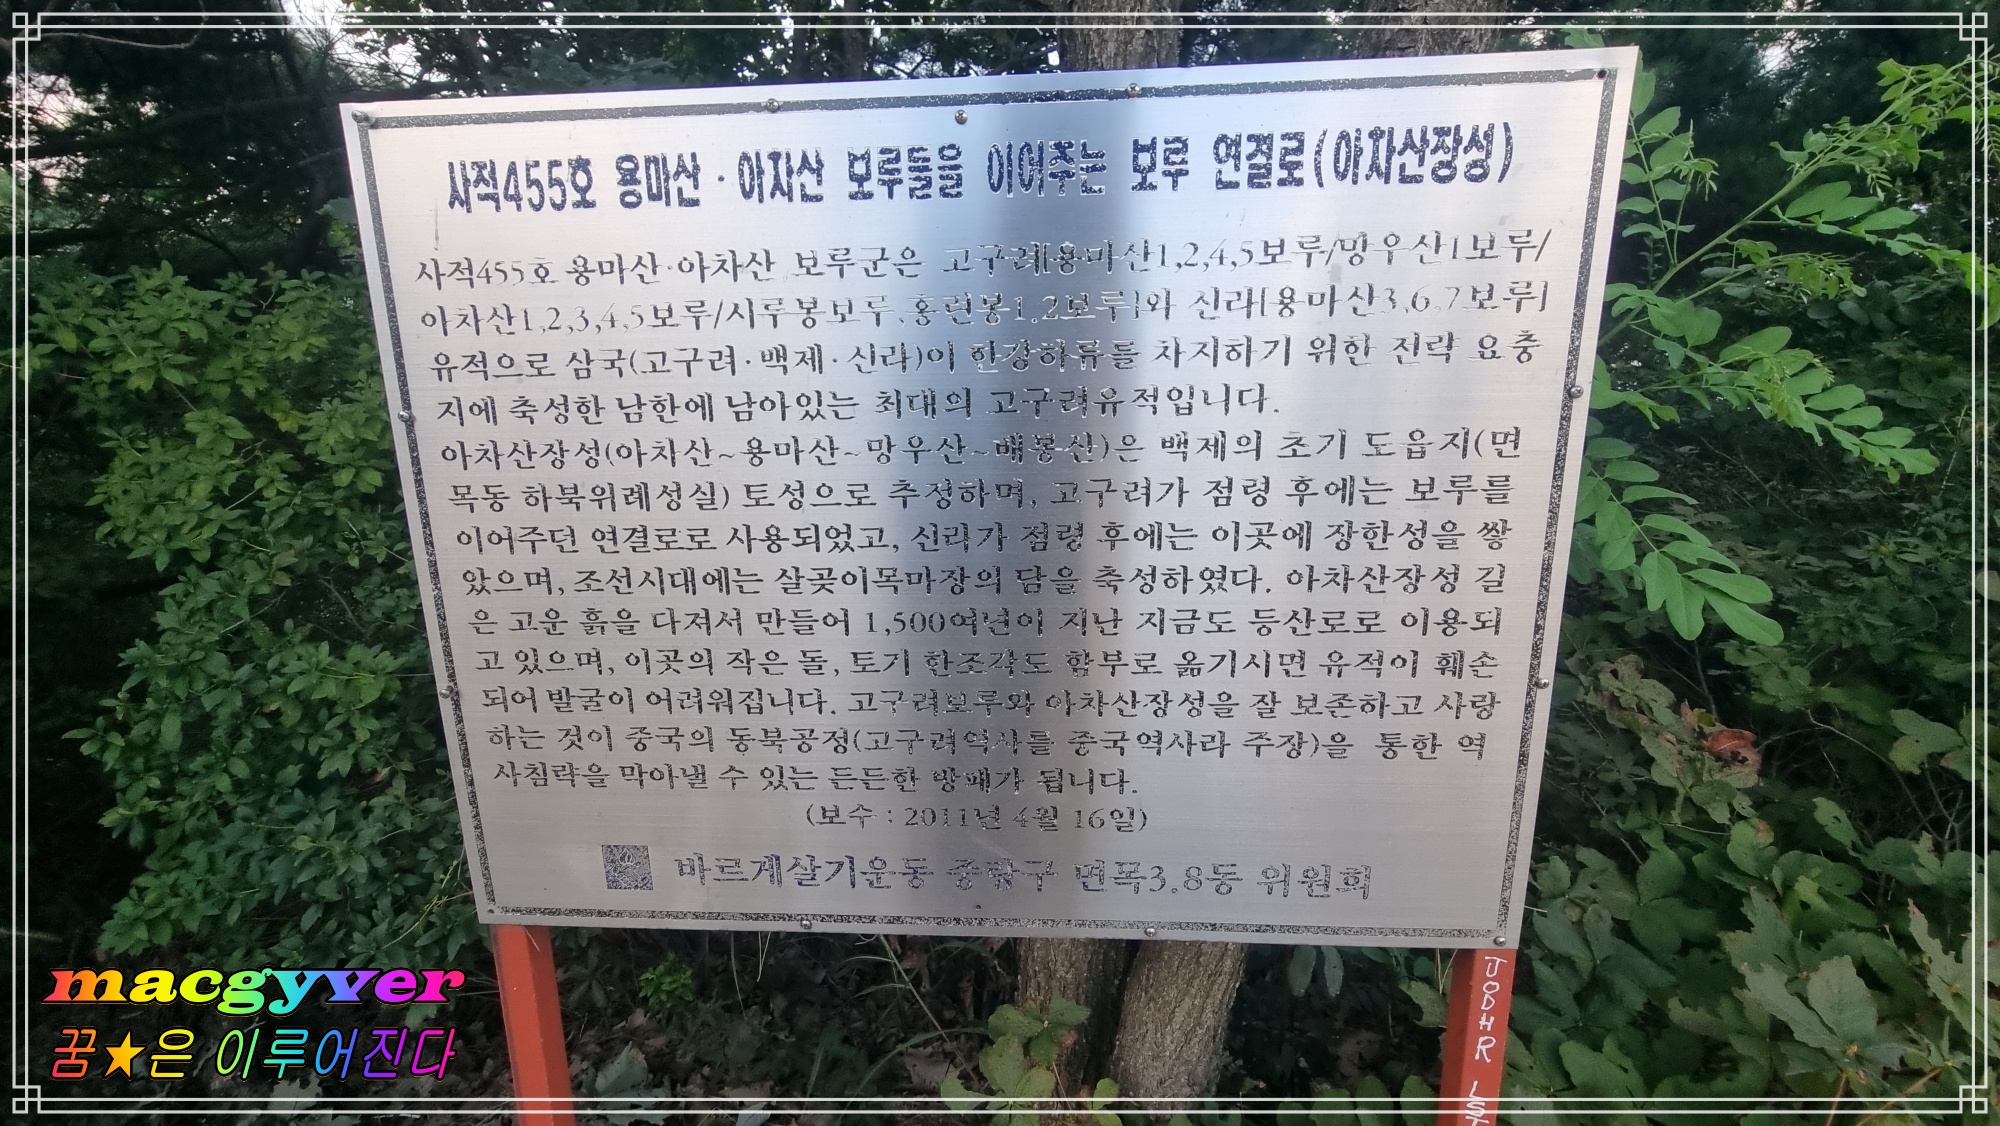 사적455호 용마산 · 아차산 보루들을 이어주는 보루 연결로(아차산장성)
사적455호 용마산·아차산 보루군은 고구려[용마산1,2,4,5보루/망우산1보루/
아차산1,2,3,4,5보루/시루봉보루,홍련봉1.2보루]와 신라[용마산3,6,7보루]
유적으로 삼국(고구려·백제·신라)이 한강하류를 차지하기 위한 전략 요충
지에 축성한 남한에 남아있는 최대의 고구려유적입니다.
아차산장성(아차산~용마산~망우산~배봉산)은 백제의 초기 도읍지(면
목동 하북위례성실) 토성으로 추정하며, 고구려가 점령 후에는 보루를
이어주던 연결로로 사용되었고, 신라가 점령 후에는 이곳에 장한성을 쌓
았으며, 조선시대에는 살곶이목마장의 담을 축성하였다. 아차산장성 길
은 고운 흙을 다져서 만들어 1,500여년이 지난 지금도 등산로로 이용되
고 있으며, 이곳의 작은 돌, 토기 한조각도 함부로 옮기시면 유적이 훼손
되어 발굴이 어려워집니다. 고구려보루와 아차산장성을 잘 보존하고 사랑
하는 것이 중국의 동북공정(고구려역사를 중국역사라 주장)을 통한 역
사침략을 막아낼 수 있는 든든한 방패가 됩니다.
(보수 : 2011년 4월 16일)
바르게살기운동 중랑구 면목3.8동 위원회
JODHR LST
macgyver
꿈★은 이루어진다